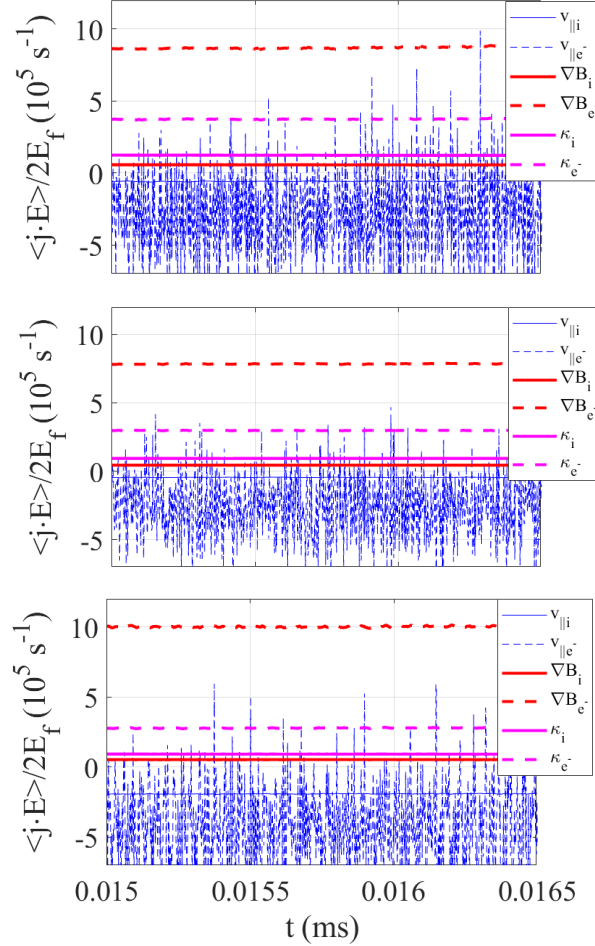 <j·E>/2E_f (10^5 s^-1)
10
5
0
-5
v_||i
v_||e^-
∇B_i
∇B_e^-
κ_i
κ_e^-
<j·E>/2E_f (10^5 s^-1)
10
5
0
-5
v_||i
v_||e^-
∇B_i
∇B_e^-
κ_i
κ_e^-
<j·E>/2E_f (10^5 s^-1)
10
5
0
-5
v_||i
v_||e^-
∇B_i
∇B_e^-
κ_i
κ_e^-
0.015
0.0155
0.016
0.0165
t (ms)